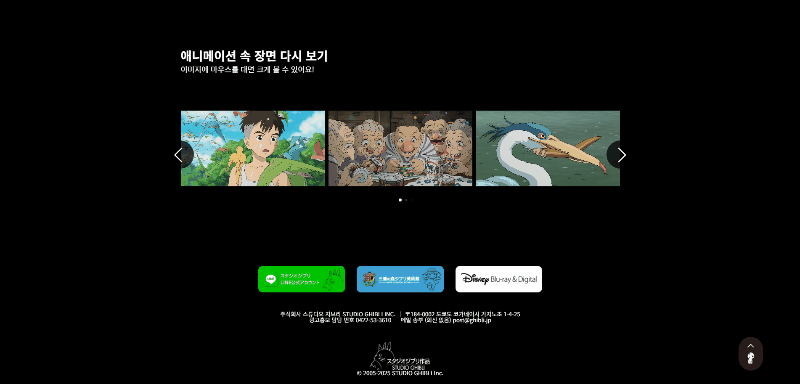 애니메이션 속 장면 다시 보기
이미지에 마우스를 대면 크게 볼 수 있어요!
LINE
スタジオジブリ
LINE公式アカウント
三鷹の森ジブリ美術館
Disney Blu-ray & Digital
주식회사 스튜디오 지브리 STUDIO GHIBLI INC. | 〒184-0002 도쿄도 코가네이시 카지노쵸 1-4-25
광고홍보 담당 번호 0422-53-3610 메일 송부 (회신 없음) post@ghibli.jp
スタジオジブリ作品
STUDIO GHIBLI
© 2005-2025 STUDIO GHIBLI Inc.